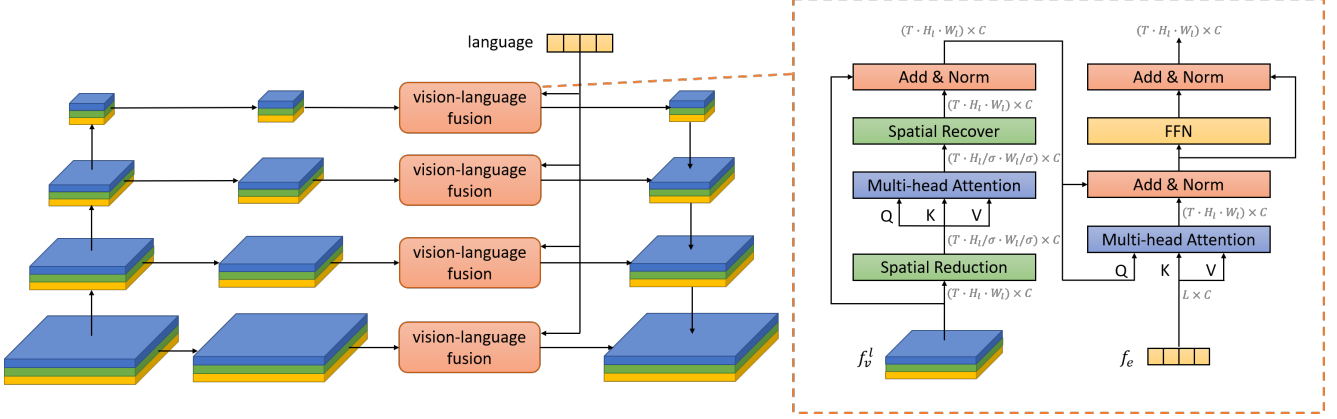 language
vision-language
fusion
vision-language
fusion
vision-language
fusion
vision-language
fusion
(T · H_l · W_l) × C
Add & Norm
(T · H_l · W_l) × C
Spatial Recover
(T · H_l/σ · W_l/σ) × C
Multi-head Attention
Q K V
(T · H_l/σ · W_l/σ) × C
Spatial Reduction
(T · H_l · W_l) × C
f_v^l
(T · H_l · W_l) × C
Add & Norm
FFN
Add & Norm
(T · H_l · W_l) × C
Multi-head Attention
Q K V
L × C
f_e